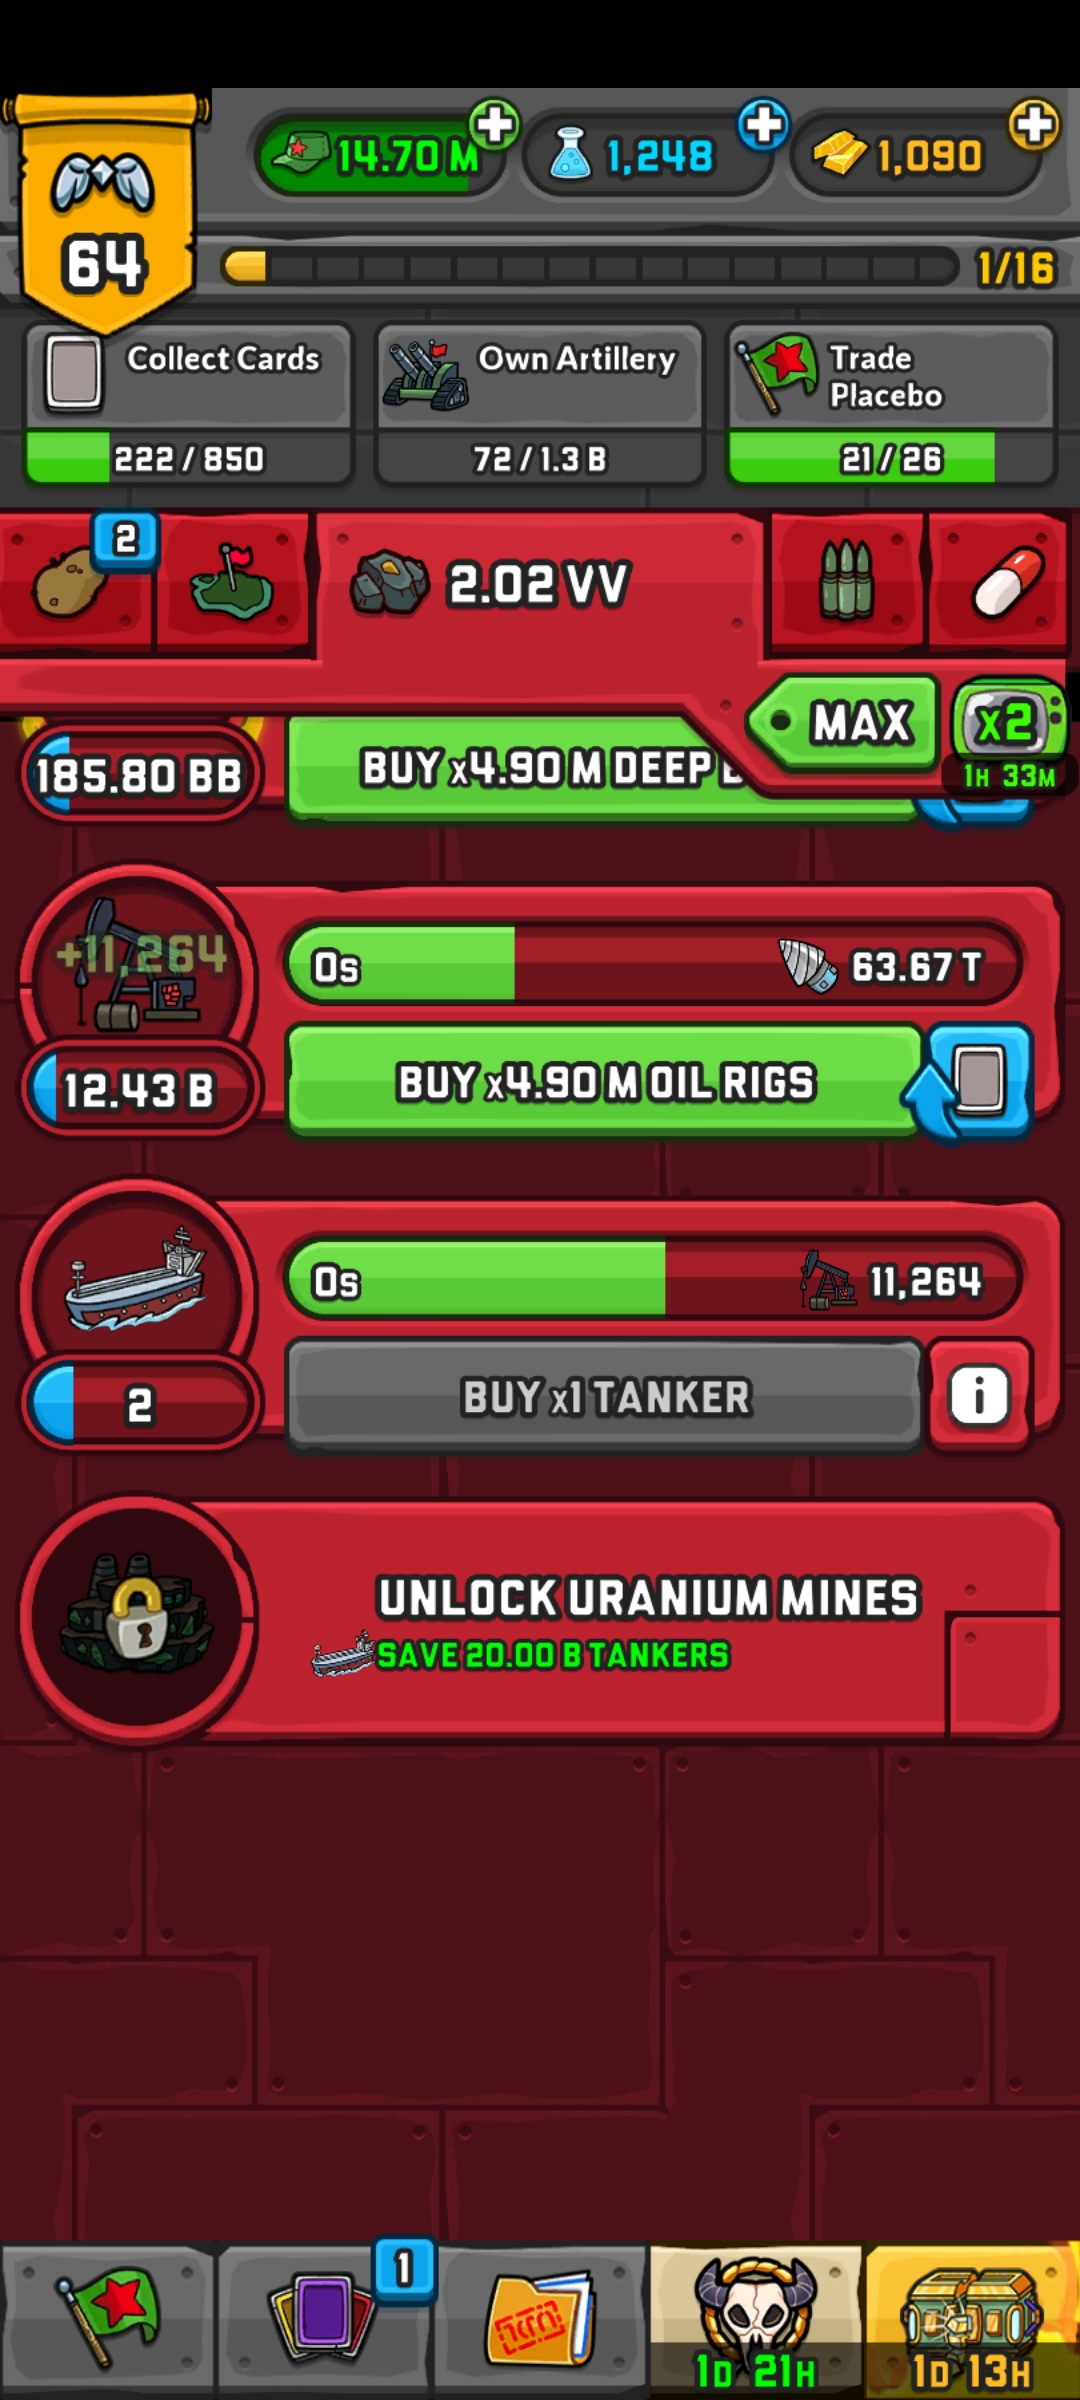 14.70 M
1,248
1,090
64
1/16
Collect Cards
222 / 850
Own Artillery
72 / 1.3 B
Trade
Placebo
21 / 26
2
2.02 VV
MAX
X2
1H 33M
185.80 BB
BUY x4.90 M DEEP
+11,264
0s
63.67 T
12.43 B
BUY x4.90 M OIL RIGS
0s
11,264
2
BUY x1 TANKER
i
UNLOCK URANIUM MINES
SAVE 20.00 B TANKERS
1
1D 21H
1D 13H